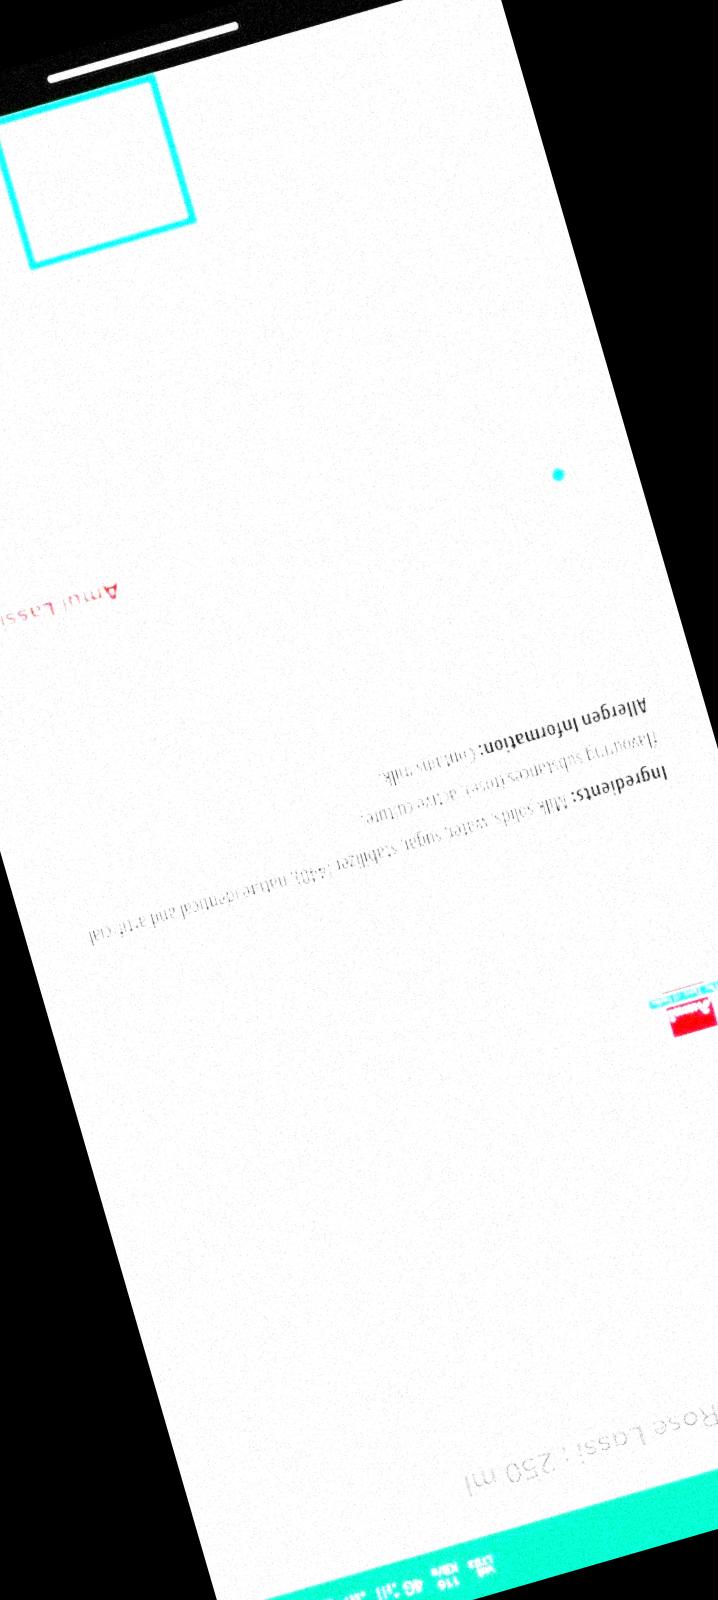 Rose Lassi : 250 ml
Amul
Ingredients: Milk solids, water, sugar, stabilizer (440), nature identical and artificial
flavouring substances (rose), active culture.
Allergen Information: Contains milk.
Amul Lassi